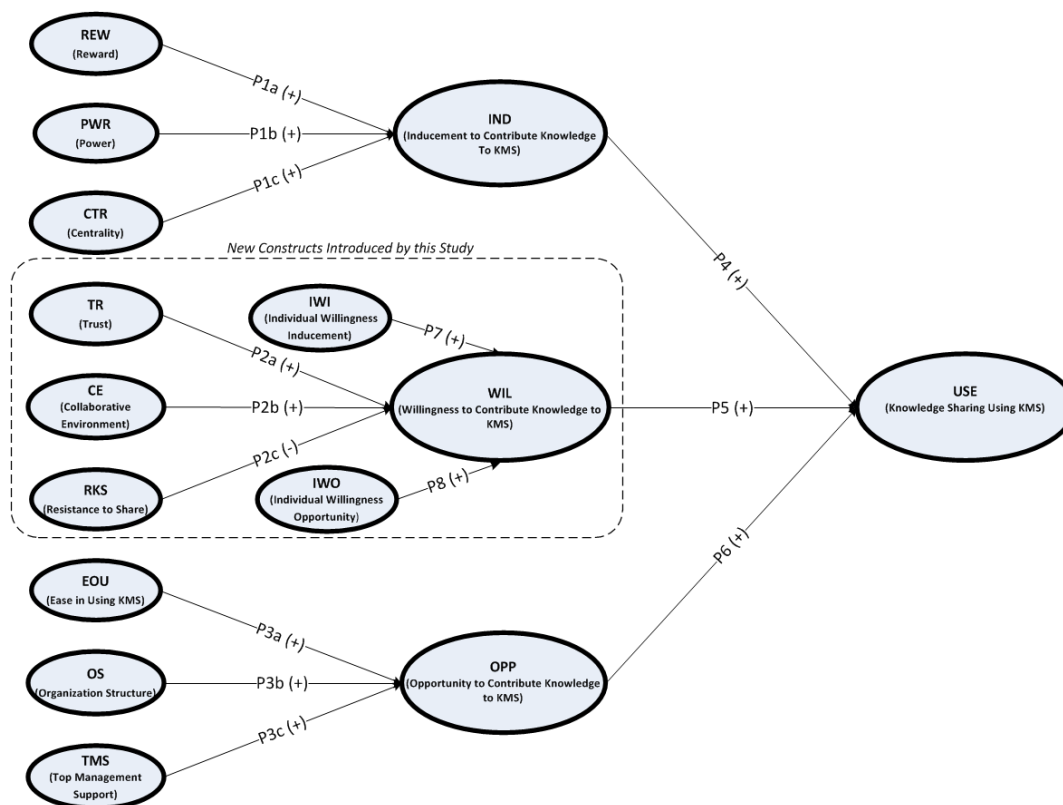 REW
(Reward)
P1a (+)
PWR
(Power)
P1b (+)
CTR
(Centrality)
P1c (+)
IND
(Inducement to Contribute Knowledge
To KMS)
P4 (+)
New Constructs Introduced by this Study
TR
(Trust)
P2a (+)
IWI
(Individual Willingness
Inducement)
P7 (+)
CE
(Collaborative
Environment)
P2b (+)
WIL
(Willingness to Contribute Knowledge to
KMS)
P5 (+)
USE
(Knowledge Sharing Using KMS)
RKS
(Resistance to Share)
P2c (-)
IWO
(Individual Willingness
Opportunity)
P8 (+)
P6 (+)
EOU
(Ease in Using KMS)
P3a (+)
OS
(Organization Structure)
P3b (+)
OPP
(Opportunity to Contribute Knowledge
to KMS)
TMS
(Top Management
Support)
P3c (+)